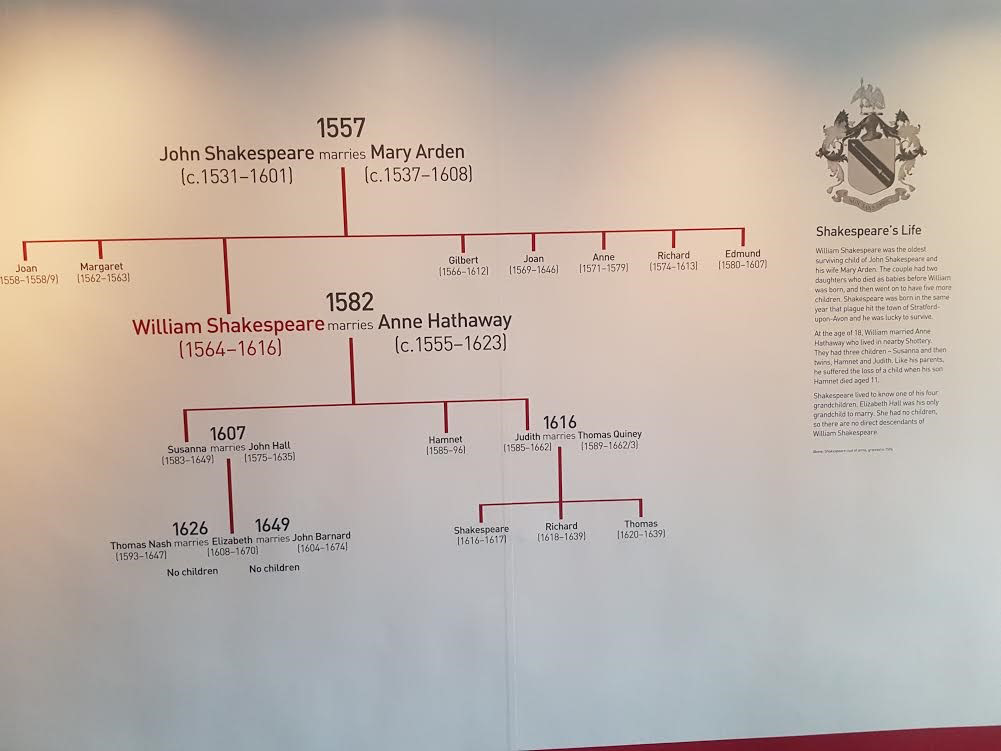 1557
John Shakespeare marries Mary Arden
(c.1531–1601) (c.1537–1608)
Joan
1558–1558/9)
Margaret
(1562–1563)
Gilbert
(1566–1612)
Joan
(1569–1646)
Anne
(1571–1579)
Richard
(1574–1613)
Edmund
(1580–1607)
1582
William Shakespeare marries Anne Hathaway
(1564–1616) (c.1555–1623)
1607
Susanna marries John Hall
(1583–1649) (1575–1635)
Hamnet
(1585–96)
1616
Judith marries Thomas Quiney
(1585–1662) (1589–1662/3)
1626 1649
Thomas Nash marries Elizabeth marries John Barnard
(1593–1647) (1608–1670) (1604–1674)
No children No children
Shakespeare
(1616–1617)
Richard
(1618–1639)
Thomas
(1620–1639)
Shakespeare's Life
William Shakespeare was the oldest
surviving child of John Shakespeare and
his wife Mary Arden. The couple had two
daughters who died as babies before William
was born, and then went on to have five more
children. Shakespeare was born in the same
year that plague hit the town of Stratford-
upon-Avon and he was lucky to survive.
At the age of 18, William married Anne
Hathaway who lived in nearby Shottery.
They had three children – Susanna and then
twins, Hamnet and Judith. Like his parents,
he suffered the loss of a child when his son
Hamnet died aged 11.
Shakespeare lived to know one of his four
grandchildren. Elizabeth Hall was his only
grandchild to marry. She had no children,
so there are no direct descendants of
William Shakespeare.